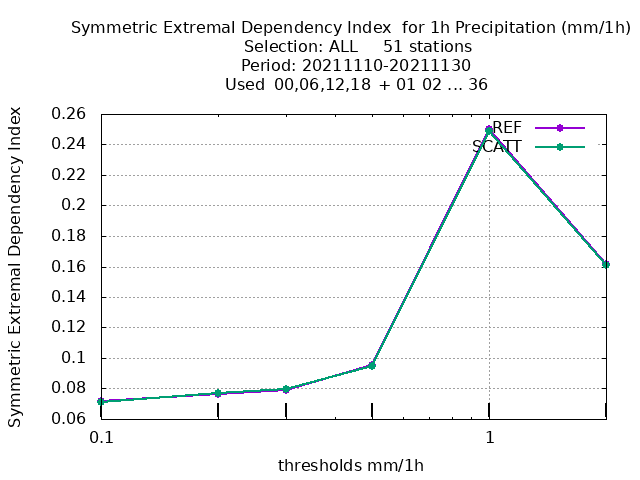 Symmetric Extremal Dependency Index  for 1h Precipitation (mm/1h)
Selection: ALL     51 stations
Period: 20211110-20211130
Used  00,06,12,18  + 01 02 ... 36
Symmetric Extremal Dependency Index
0.26
0.24
0.22
0.2
0.18
0.16
0.14
0.12
0.1
0.08
0.06
REF
SCATT
0.1
1
thresholds mm/1h